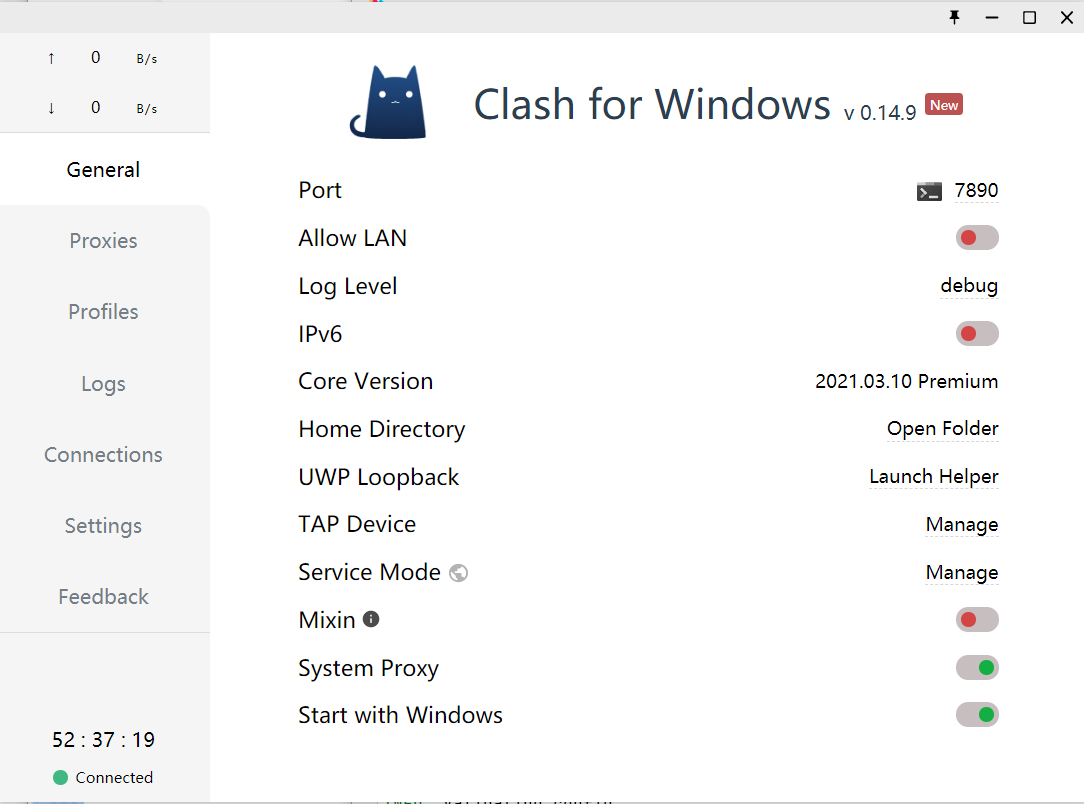 ↑ 0 B/s
↓ 0 B/s
General
Proxies
Profiles
Logs
Connections
Settings
Feedback
52 : 37 : 19
Connected
Clash for Windows v 0.14.9 New
Port 7890
Allow LAN
Log Level debug
IPv6
Core Version 2021.03.10 Premium
Home Directory Open Folder
UWP Loopback Launch Helper
TAP Device Manage
Service Mode Manage
Mixin
System Proxy
Start with Windows